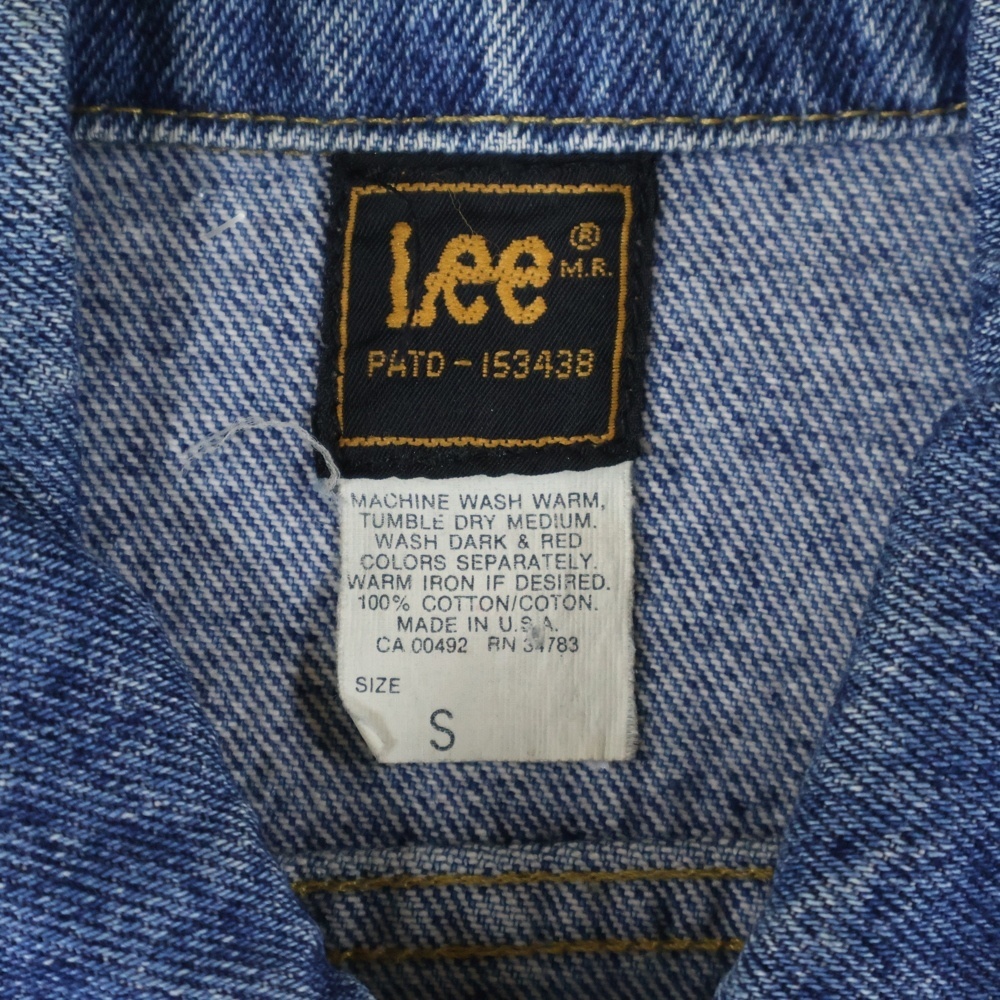 Lee ®
M.R.
PATD-153438
MACHINE WASH WARM,
TUMBLE DRY MEDIUM.
WASH DARK & RED
COLORS SEPARATELY.
WARM IRON IF DESIRED.
100% COTTON/COTON.
MADE IN U.S.A.
CA 00492 RN 34783
SIZE
S